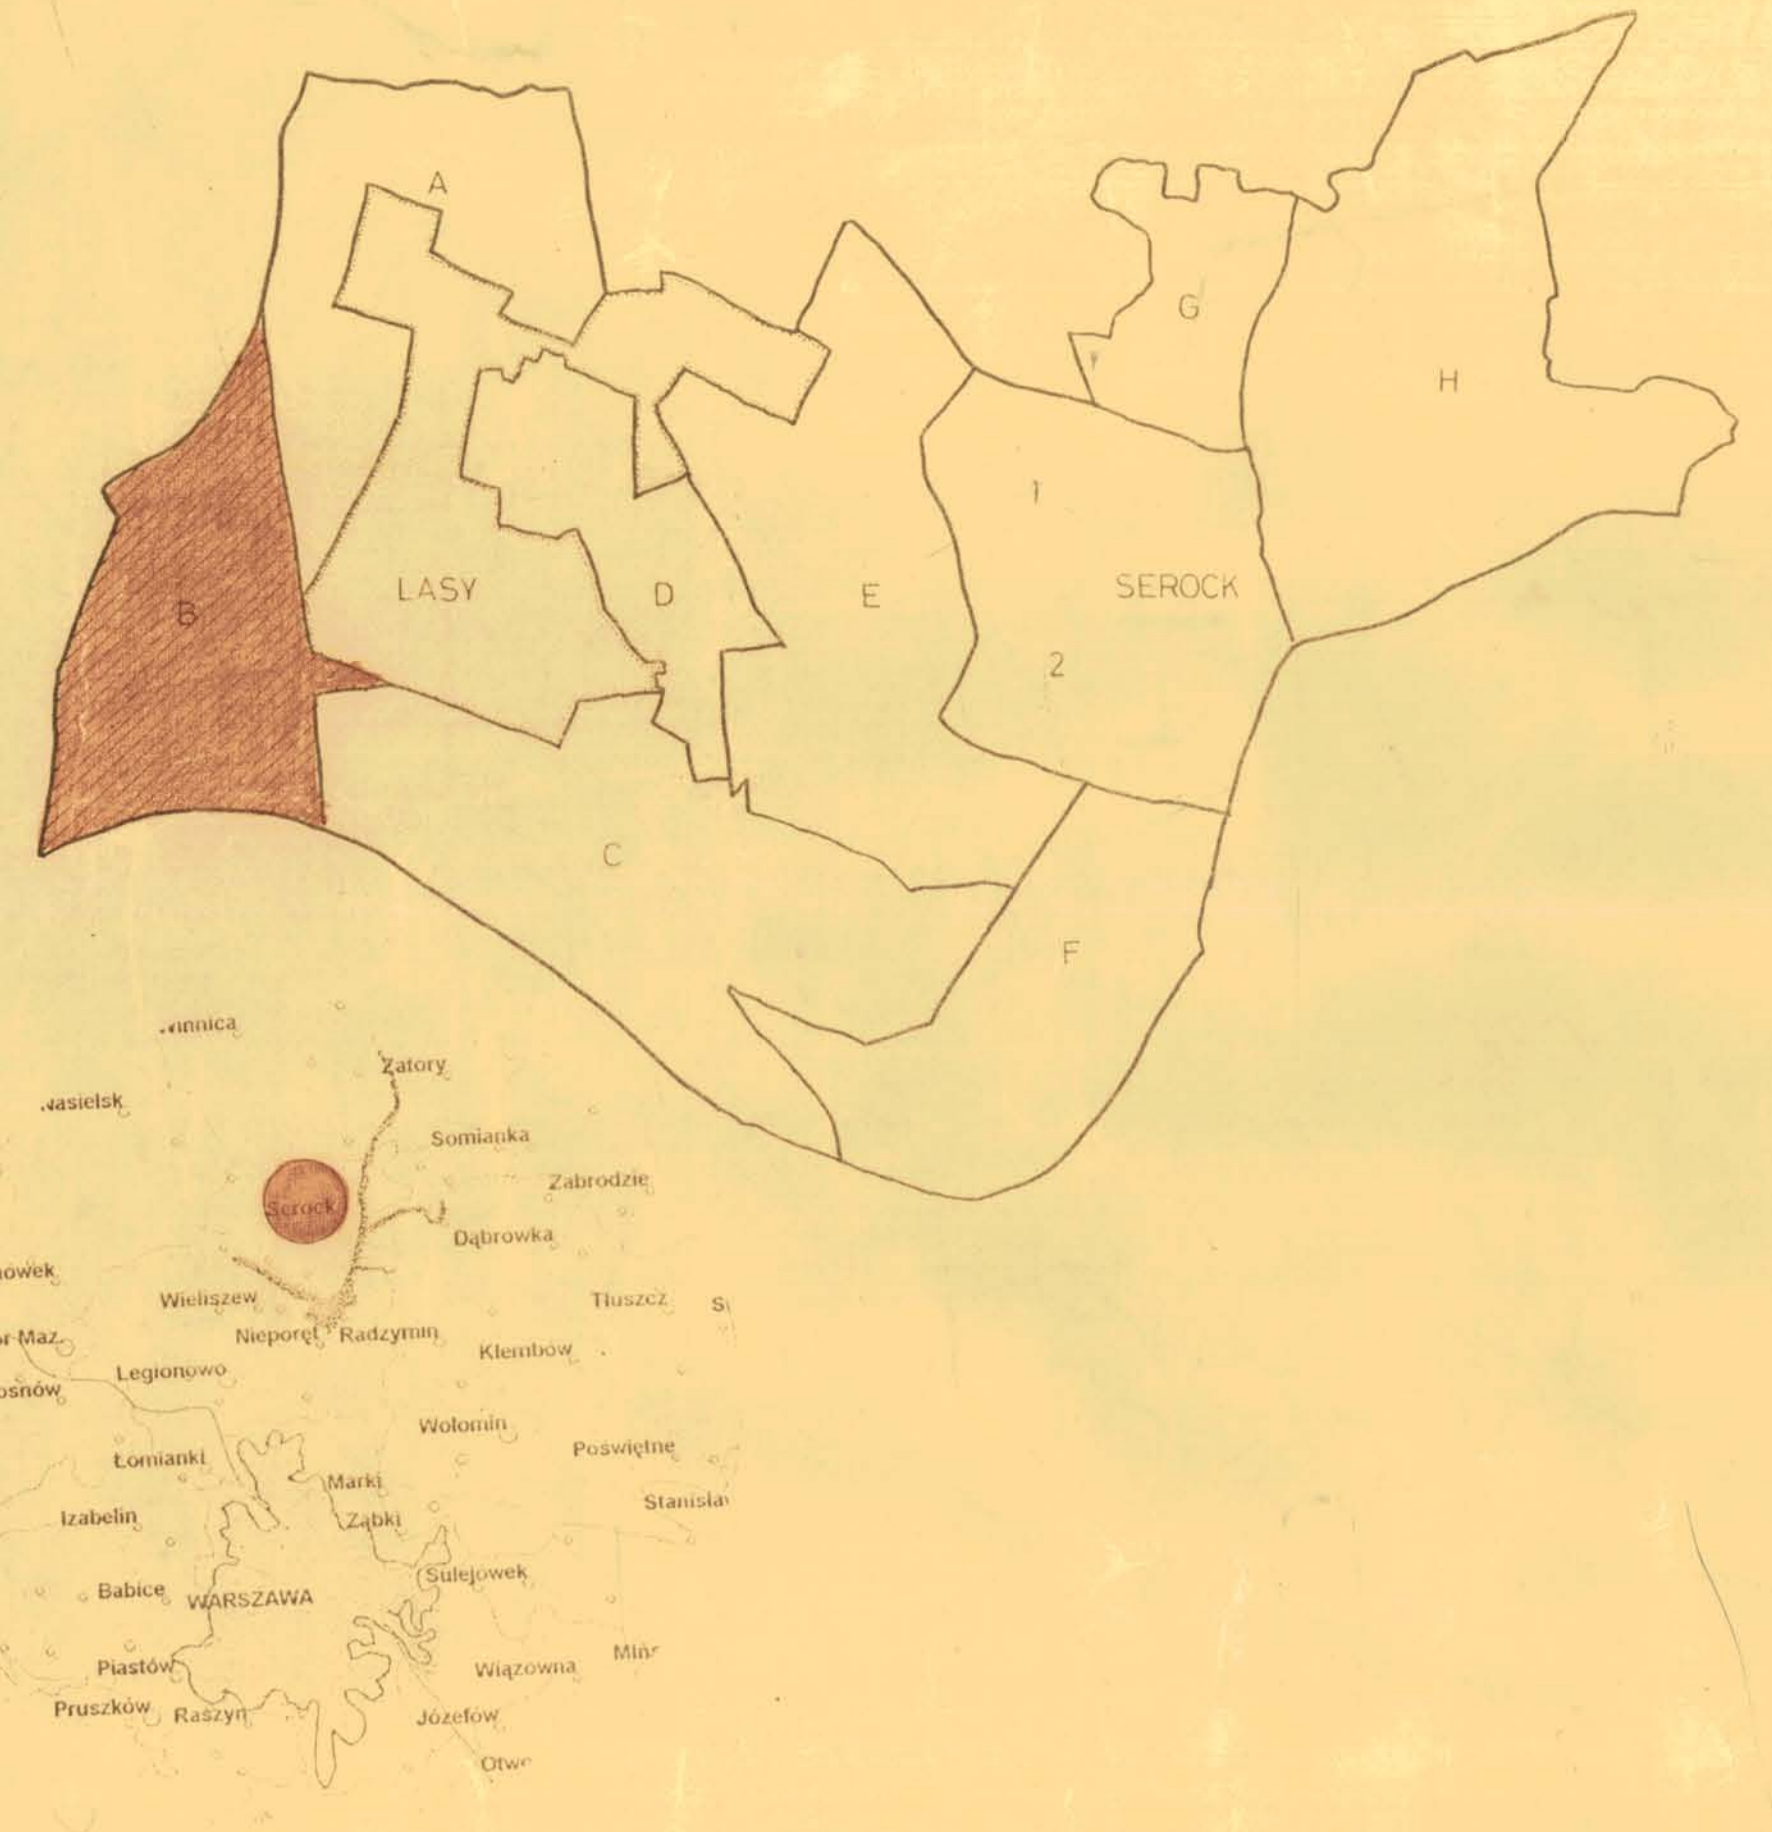 A
G
H
1
B
LASY
D
E
SEROCK
2
C
F
Zatory
Somianka
Zabrodzie
Serock
Dąbrowka
Wieliszew
Tłuszcz
Nieporęt
Radzymin
Klembów
Legionowo
Wołomin
Poświętne
Łomianki
Marki
Izabelin
Ząbki
Sulejówek
Babice
WARSZAWA
Piastów
Wiązowna
Pruszków
Raszyn
Józefów